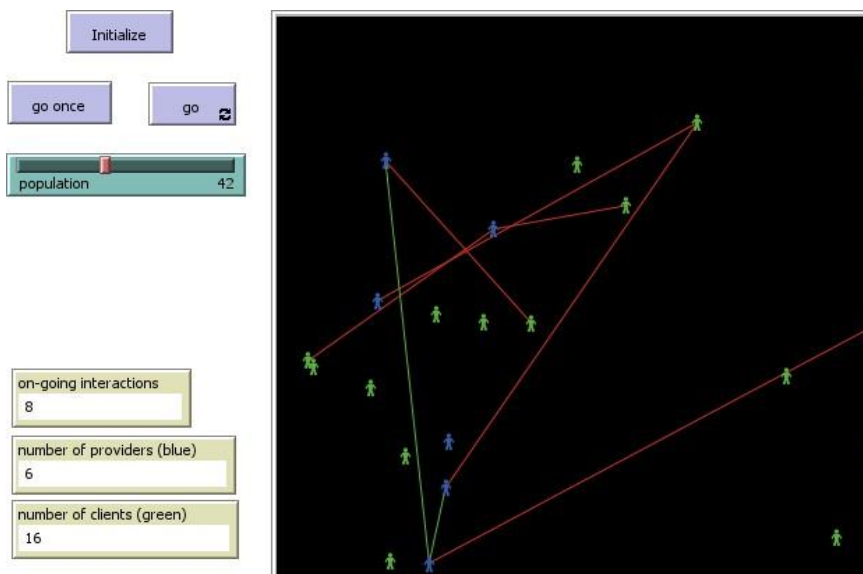 Initialize
go once
go
population 42
on-going interactions
8
number of providers (blue)
6
number of clients (green)
16